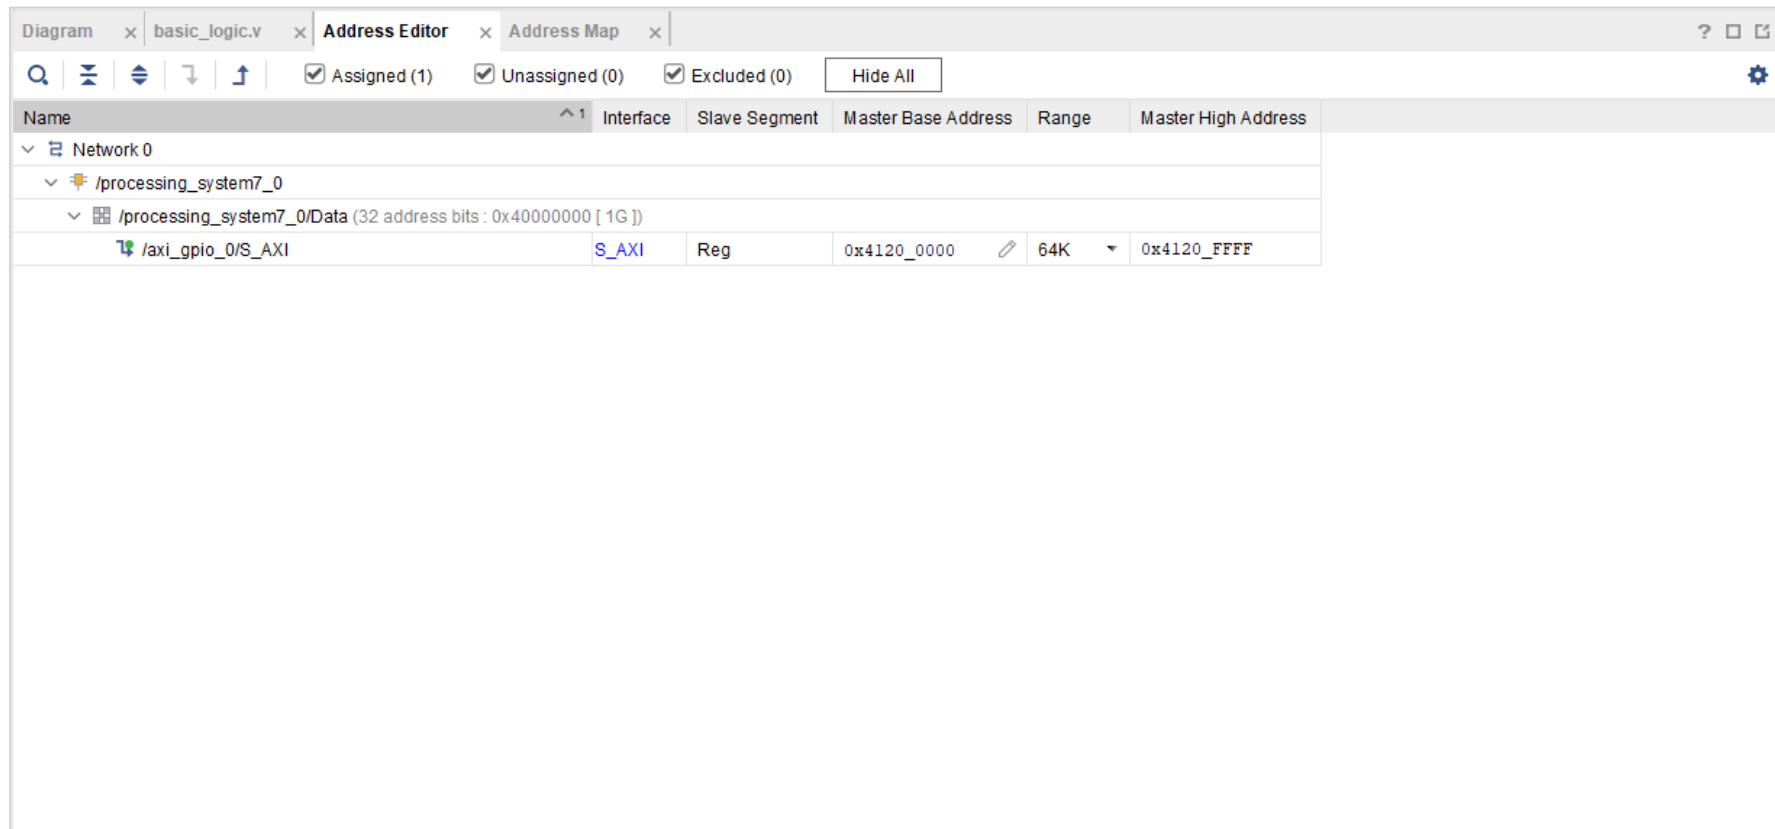 Diagram basic_logic.v Address Editor Address Map
Assigned (1) Unassigned (0) Excluded (0) Hide All
Name 1 Interface Slave Segment Master Base Address Range Master High Address
Network 0
/processing_system7_0
/processing_system7_0/Data (32 address bits : 0x40000000 [ 1G ])
/axi_gpio_0/S_AXI S_AXI Reg 0x4120_0000 64K 0x4120_FFFF